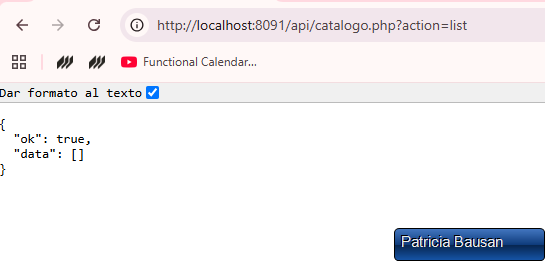 http://localhost:8091/api/catalogo.php?action=list
Functional Calendar...
Dar formato al texto
{
"ok": true,
"data": []
}
Patricia Bausan